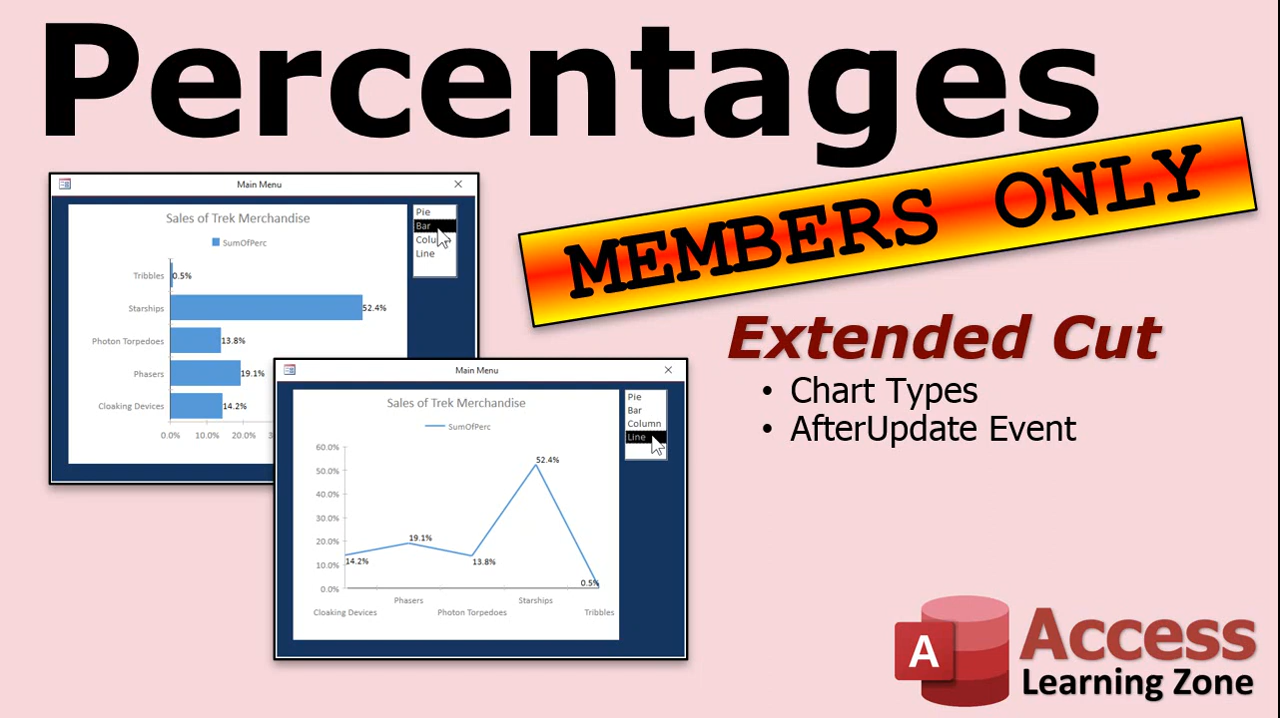 Percentages
MEMBERS ONLY
Main Menu
Sales of Trek Merchandise
SumOfPerc
Tribbles 0.5%
Starships 52.4%
Photon Torpedoes 13.8%
Phasers 19.1%
Cloaking Devices 14.2%
0.0% 10.0% 20.0%
Pie
Bar
Line
Main Menu
Sales of Trek Merchandise
SumOfPerc
60.0%
50.0%
40.0%
30.0%
20.0%
10.0%
0.0%
14.2%
19.1%
13.8%
52.4%
0.5%
Cloaking Devices
Phasers
Photon Torpedoes
Starships
Tribbles
Pie
Bar
Column
Line
Extended Cut
• Chart Types
• AfterUpdate Event
A
Access
Learning Zone